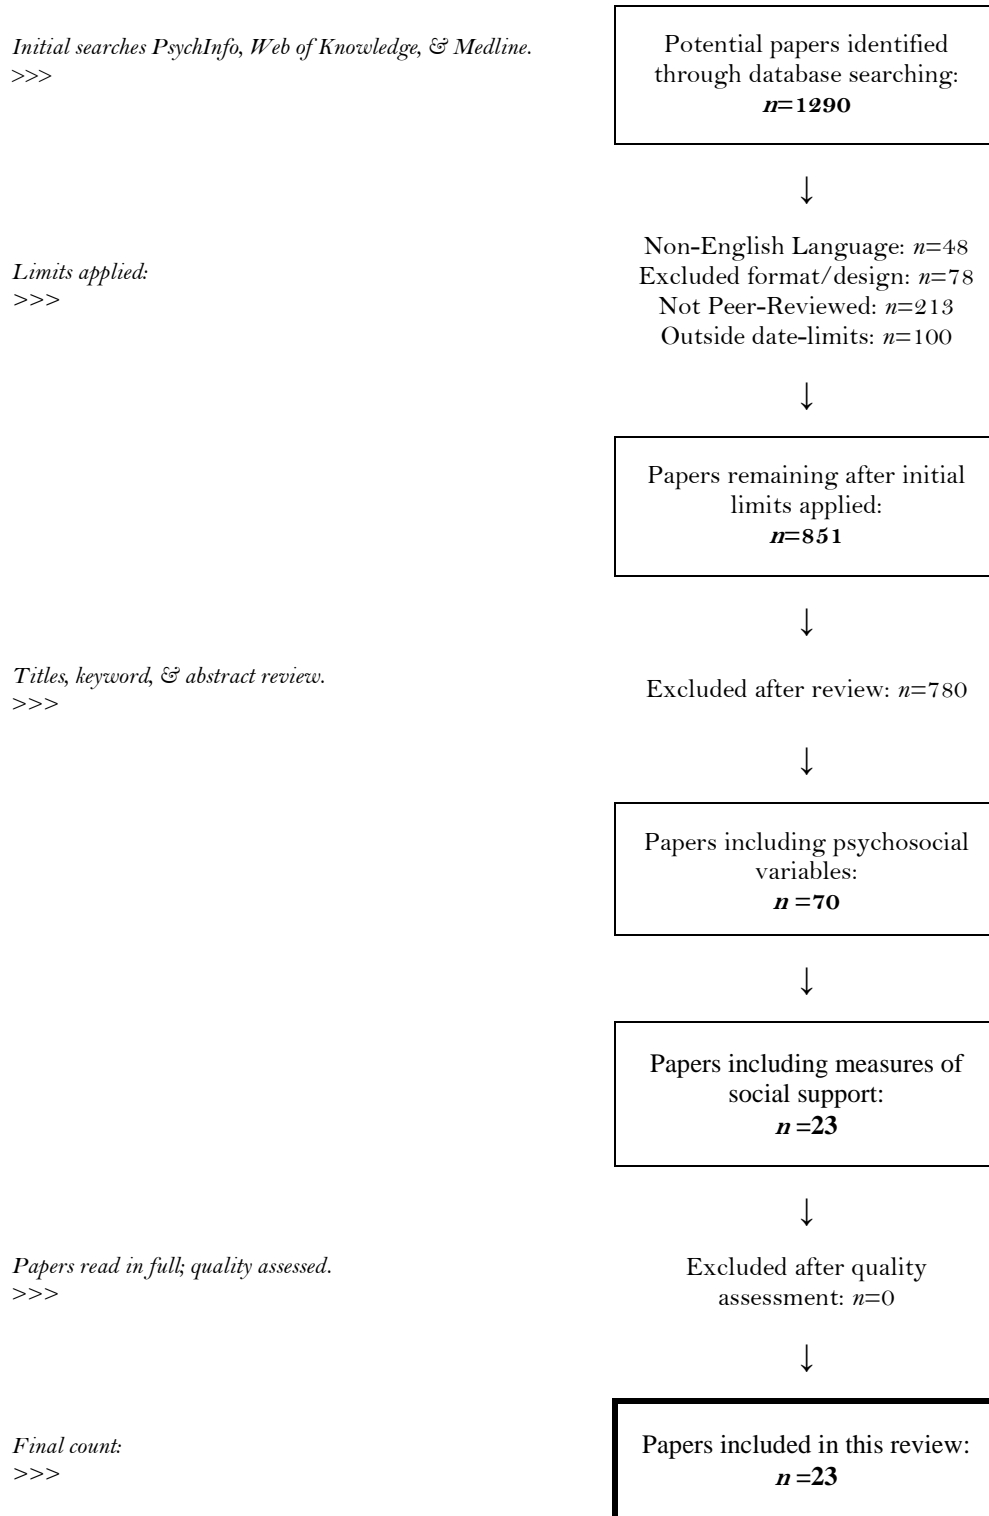 Initial searches PsychInfo, Web of Knowledge, & Medline.
>>>
Potential papers identified
through database searching:
n=1290
↓
Limits applied:
>>>
Non-English Language: n=48
Excluded format/design: n=78
Not Peer-Reviewed: n=213
Outside date-limits: n=100
↓
Papers remaining after initial
limits applied:
n=851
↓
Titles, keyword, & abstract review.
>>>
Excluded after review: n=780
↓
Papers including psychosocial
variables:
n =70
↓
Papers including measures of
social support:
n =23
↓
Papers read in full; quality assessed.
>>>
Excluded after quality
assessment: n=0
↓
Final count:
>>>
Papers included in this review:
n =23